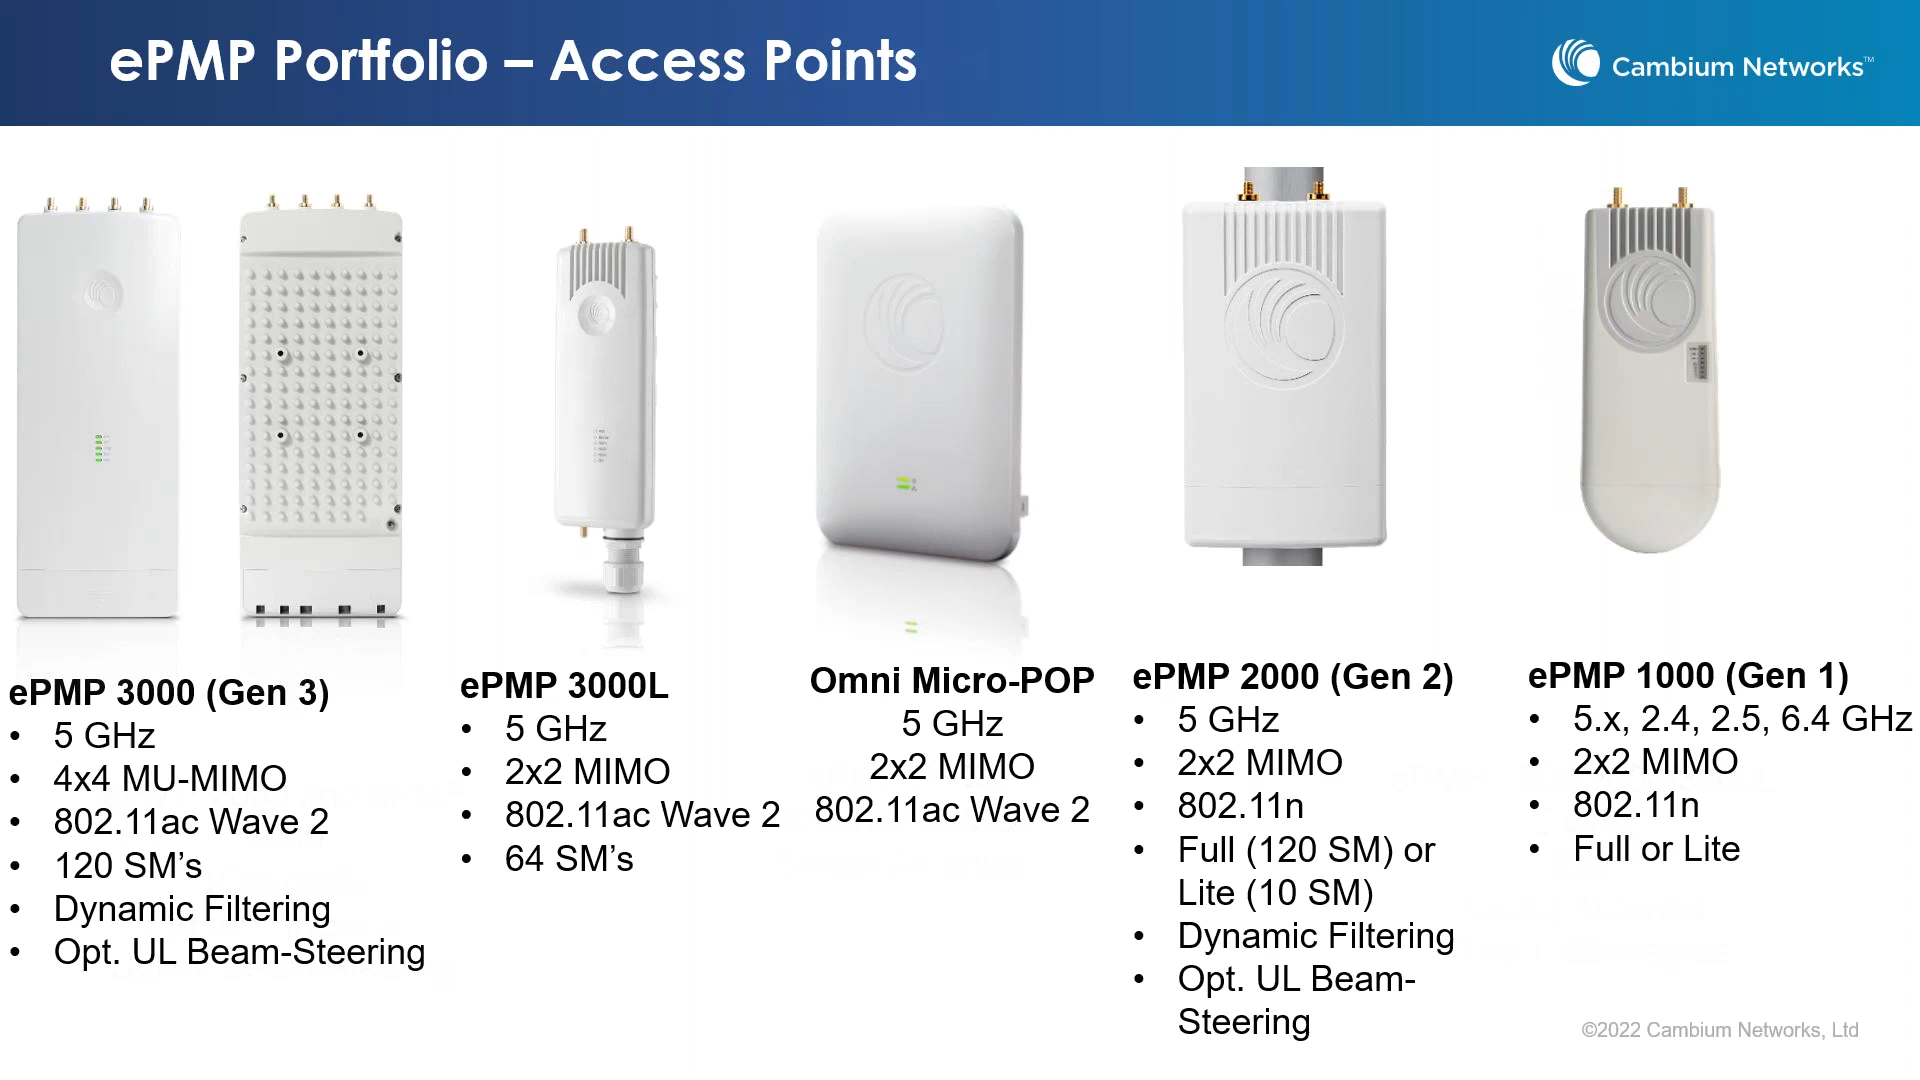 ePMP Portfolio – Access Points
Cambium Networks™
ePMP 3000 (Gen 3)
• 5 GHz
• 4x4 MU-MIMO
• 802.11ac Wave 2
• 120 SM’s
• Dynamic Filtering
• Opt. UL Beam-Steering
ePMP 3000L
• 5 GHz
• 2x2 MIMO
• 802.11ac Wave 2
• 64 SM’s
Omni Micro-POP
5 GHz
2x2 MIMO
802.11ac Wave 2
ePMP 2000 (Gen 2)
• 5 GHz
• 2x2 MIMO
• 802.11n
• Full (120 SM) or
Lite (10 SM)
• Dynamic Filtering
• Opt. UL Beam-
Steering
ePMP 1000 (Gen 1)
• 5.x, 2.4, 2.5, 6.4 GHz
• 2x2 MIMO
• 802.11n
• Full or Lite
©2022 Cambium Networks, Ltd